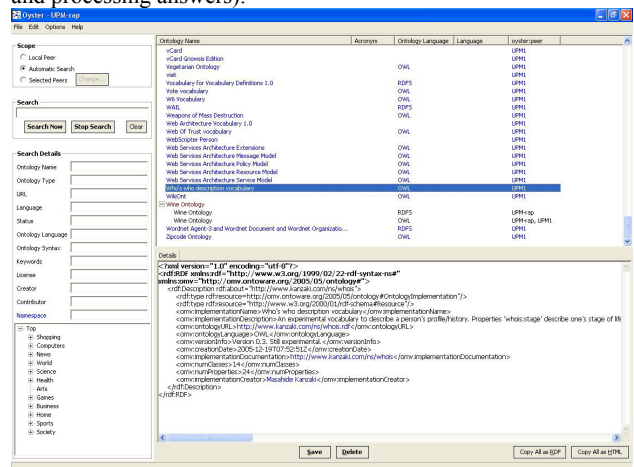 and processing answers).
Oyster - UPM-rap
File Edit Options Help
Scope
Local Peer
Automatic Search
Selected Peers Change...
Search
Search Now Stop Search Clear
Search Details
Ontology Name
Ontology Type
URL
Language
Status
Ontology Language
Ontology Syntax
Keywords
License
Creator
Contributor
Namespace
Top
Shopping
Computers
News
World
Science
Health
Arts
Games
Business
Home
Sports
Society
Ontology Name Acronym Ontology Language Language oyster:peer
vCard UPM1
vCard Gnowsis Edition UPM1
Vegetarian Ontology OWL UPM1
visit UPM1
Vocabulary for Vocabulary Definitions 1.0 RDFS UPM1
Vote vocabulary OWL UPM1
W6 Vocabulary OWL UPM1
WAIL RDFS UPM1
Weapons of Mass Destruction OWL UPM1
Web Architecture Vocabulary 1.0 UPM1
Web Of Trust vocabulary OWL UPM1
WebScripter Person UPM1
Web Services Architecture Extensions OWL UPM1
Web Services Architecture Message Model OWL UPM1
Web Services Architecture Policy Model OWL UPM1
Web Services Architecture Resource Model OWL UPM1
Web Services Architecture Service Model OWL UPM1
Who's who description vocabulary OWL UPM1
WikiOnt OWL UPM1
Wine Ontology
Wine Ontology RDFS UPM-rap
Wine Ontology OWL UPM-rap, UPM1
Wordnet Agent-3 and Wordnet Document and Wordnet Organizatio... RDFS UPM1
Zipcode Ontology OWL UPM1
Details
<?xml version="1.0" encoding="utf-8"?>
<rdf:RDF xmlns:rdf="http://www.w3.org/1999/02/22-rdf-syntax-ns#"
xmlns:omv="http://omv.ontoware.org/2005/05/ontology#">
<rdf:Description rdf:about="http://www.kanzaki.com/ns/whois">
<rdf:type rdf:resource="http://omv.ontoware.org/2005/05/ontology#OntologyImplementation"/>
<rdf:type rdf:resource="http://www.w3.org/2000/01/rdf-schema#Resource"/>
<omv:implementationName>Who's who description vocabulary</omv:implementationName>
<omv:implementationDescription>An experimental vocabulary to describe a person's profile/history. Properties 'whois:stage' describe one's stage of life
<omv:ontologyURL>http://www.kanzaki.com/ns/whois.rdf</omv:ontologyURL>
<omv:ontologyLanguage>OWL</omv:ontologyLanguage>
<omv:versionInfo>Version 0.3. Still experimental.</omv:versionInfo>
<omv:creationDate>2005-12-19T07:52:51Z</omv:creationDate>
<omv:implementationDocumentation>http://www.kanzaki.com/ns/whois</omv:implementationDocumentation>
<omv:numClasses>14</omv:numClasses>
<omv:numProperties>24</omv:numProperties>
<omv:implementationCreator>Masahide Kanzaki</omv:implementationCreator>
</rdf:Description>
</rdf:RDF>
Save Delete Copy All as RDF Copy All as HTML